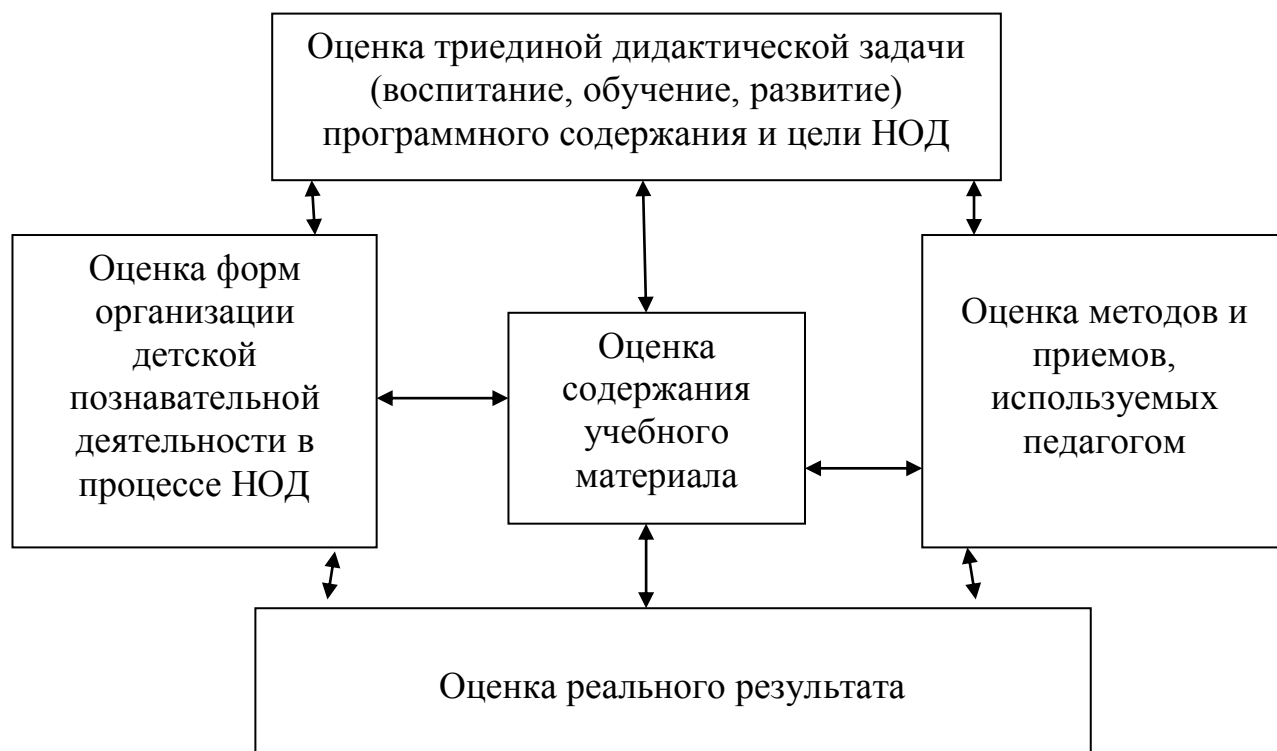 Оценка триединой дидактической задачи
(воспитание, обучение, развитие)
программного содержания и цели НОД
Оценка форм
организации
детской
познавательной
деятельности в
процессе НОД
Оценка
содержания
учебного
материала
Оценка методов и
приемов,
используемых
педагогом
Оценка реального результата